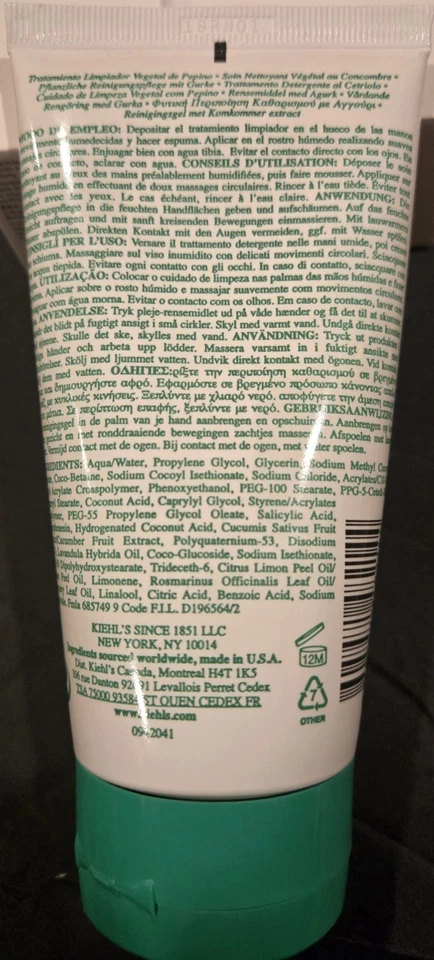 Tratamiento Limpiador Vegetal de Pepino • Soin Nettoyant Végétal au Concombre •
Pflanzliche Reinigungspflege mit Gurke • Trattamento Detergente al Cetriolo •
Cuidado de Limpeza Vegetal com Pepino • Rensemiddel med Agurk • Vårdande
Rengöring med Gurka • Φυτική Περιποίηση Καθαρισμού με Αγγούρι •
Reinigingsgel met Komkommer extract
MODO DE EMPLEO: Depositar el tratamiento limpiador en el hueco de las manos
humedecidas y hacer espuma. Aplicar en el rostro húmedo realizando suaves
circulares. Enjuagar bien con agua tibia. Evitar el contacto directo con los ojos. En
contacto, aclarar con agua. CONSEILS D'UTILISATION: Déposer le soin
au creux des mains préalablement humidifiées, puis faire mousser. Appliquer sur
humide en effectuant de doux massages circulaires. Rincer à l'eau tiède. Éviter tout
avec les yeux. Le cas échéant, rincer à l'eau claire. ANWENDUNG: Die
in die feuchten Handflächen geben und aufschäumen. Auf das feuchte
auftragen und mit sanft kreisenden Bewegungen einmassieren. Mit lauwarmem
abspülen. Direkten Kontakt mit den Augen vermeiden, ggf. mit Wasser spülen.
PER L'USO: Versare il trattamento detergente nelle mani umide, poi creare
schiuma. Massaggiare sul viso inumidito con delicati movimenti circolari. Sciacquare
tiepida. Evitare ogni contatto con gli occhi. In caso di contatto, sciacquare con
UTILIZAÇÃO: Colocar o cuidado de limpeza nas palmas das mãos húmidas e fazer
Aplicar sobre o rosto húmido e massajar suavemente com movimentos circulares.
com água morna. Evitar o contacto com os olhos. Em caso de contacto, lavar com
ANVENDELSE: Tryk pleje-rensemidlet ud på våde hænder og få det til at skumme.
det blidt på fugtigt ansigt i små cirkler. Skyl med varmt vand. Undgå direkte kontakt
Skulle det ske, skylles med vand. ANVÄNDNING: Tryck ut produkten
händer och arbeta upp lödder. Massera varsamt in i fuktigt ansikte
Skölj med ljummet vatten. Undvik direkt kontakt med ögonen. Vid
med vatten. ΟΔΗΓΙΕΣ:ρίξτε την περιποίηση καθαρισμού σε βρεγμένα
και δημιουργήστε αφρό. Εφαρμόστε σε βρεγμένο πρόσωπο κάνοντας
με κυκλικές κινήσεις. Ξεπλύντε με χλιαρό νερό. αποφύγετε την άμεση
Σε περίπτωση επαφής, ξεπλύντε με νερό. GEBRUIKSAANWIJZING
in de palm van je hand aanbrengen en opschuimen. Aanbrengen op
en met ronddraaiende bewegingen zachtjes masseren. Afspoelen met
Vermijd contact met de ogen. Bij contact met de ogen, met water spoelen.
INGREDIENTS: Aqua/Water, Propylene Glycol, Glycerin, Sodium Methyl
Coco-Betaine, Sodium Cocoyl Isethionate, Sodium Chloride,
Acrylate Crosspolymer, Phenoxyethanol, PEG-100 Stearate,
Stearate, Coconut Acid, Caprylyl Glycol, Styrene/Acrylates
PEG-55 Propylene Glycol Oleate, Salicylic Acid,
Hydrogenated Coconut Acid, Cucumis Sativus Fruit
Cucumber Fruit Extract, Polyquaternium-53, Disodium
Lavandula Hybrida Oil, Coco-Glucoside, Sodium Isethionate,
Dipolyhydroxystearate, Trideceth-6, Citrus Limon Peel Oil/
Peel Oil, Limonene, Rosmarinus Officinalis Leaf Oil/
Leaf Oil, Linalool, Citric Acid, Benzoic Acid, Sodium
685749 9 Code F.I.L. D196564/2
KIEHL'S SINCE 1851 LLC
NEW YORK, NY 10014
Ingredients sourced worldwide, made in U.S.A.
Dist. Kiehl's Canada, Montreal H4T 1K5
106 rue Danton 92691 Levallois Perret Cedex
TSA 75000 93584 ST OUEN CEDEX FR
www.kiehls.com
0942041
12M
7
OTHER